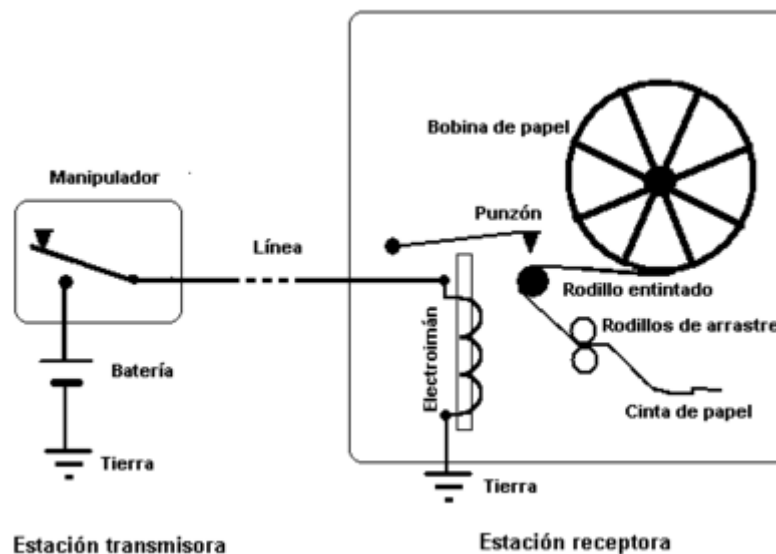 Bobina de papel
Manipulador
Punzón
Línea
Rodillo entintado
Rodillos de arrastre
Electroimán
Batería
Cinta de papel
Tierra
Tierra
Estación transmisora
Estación receptora